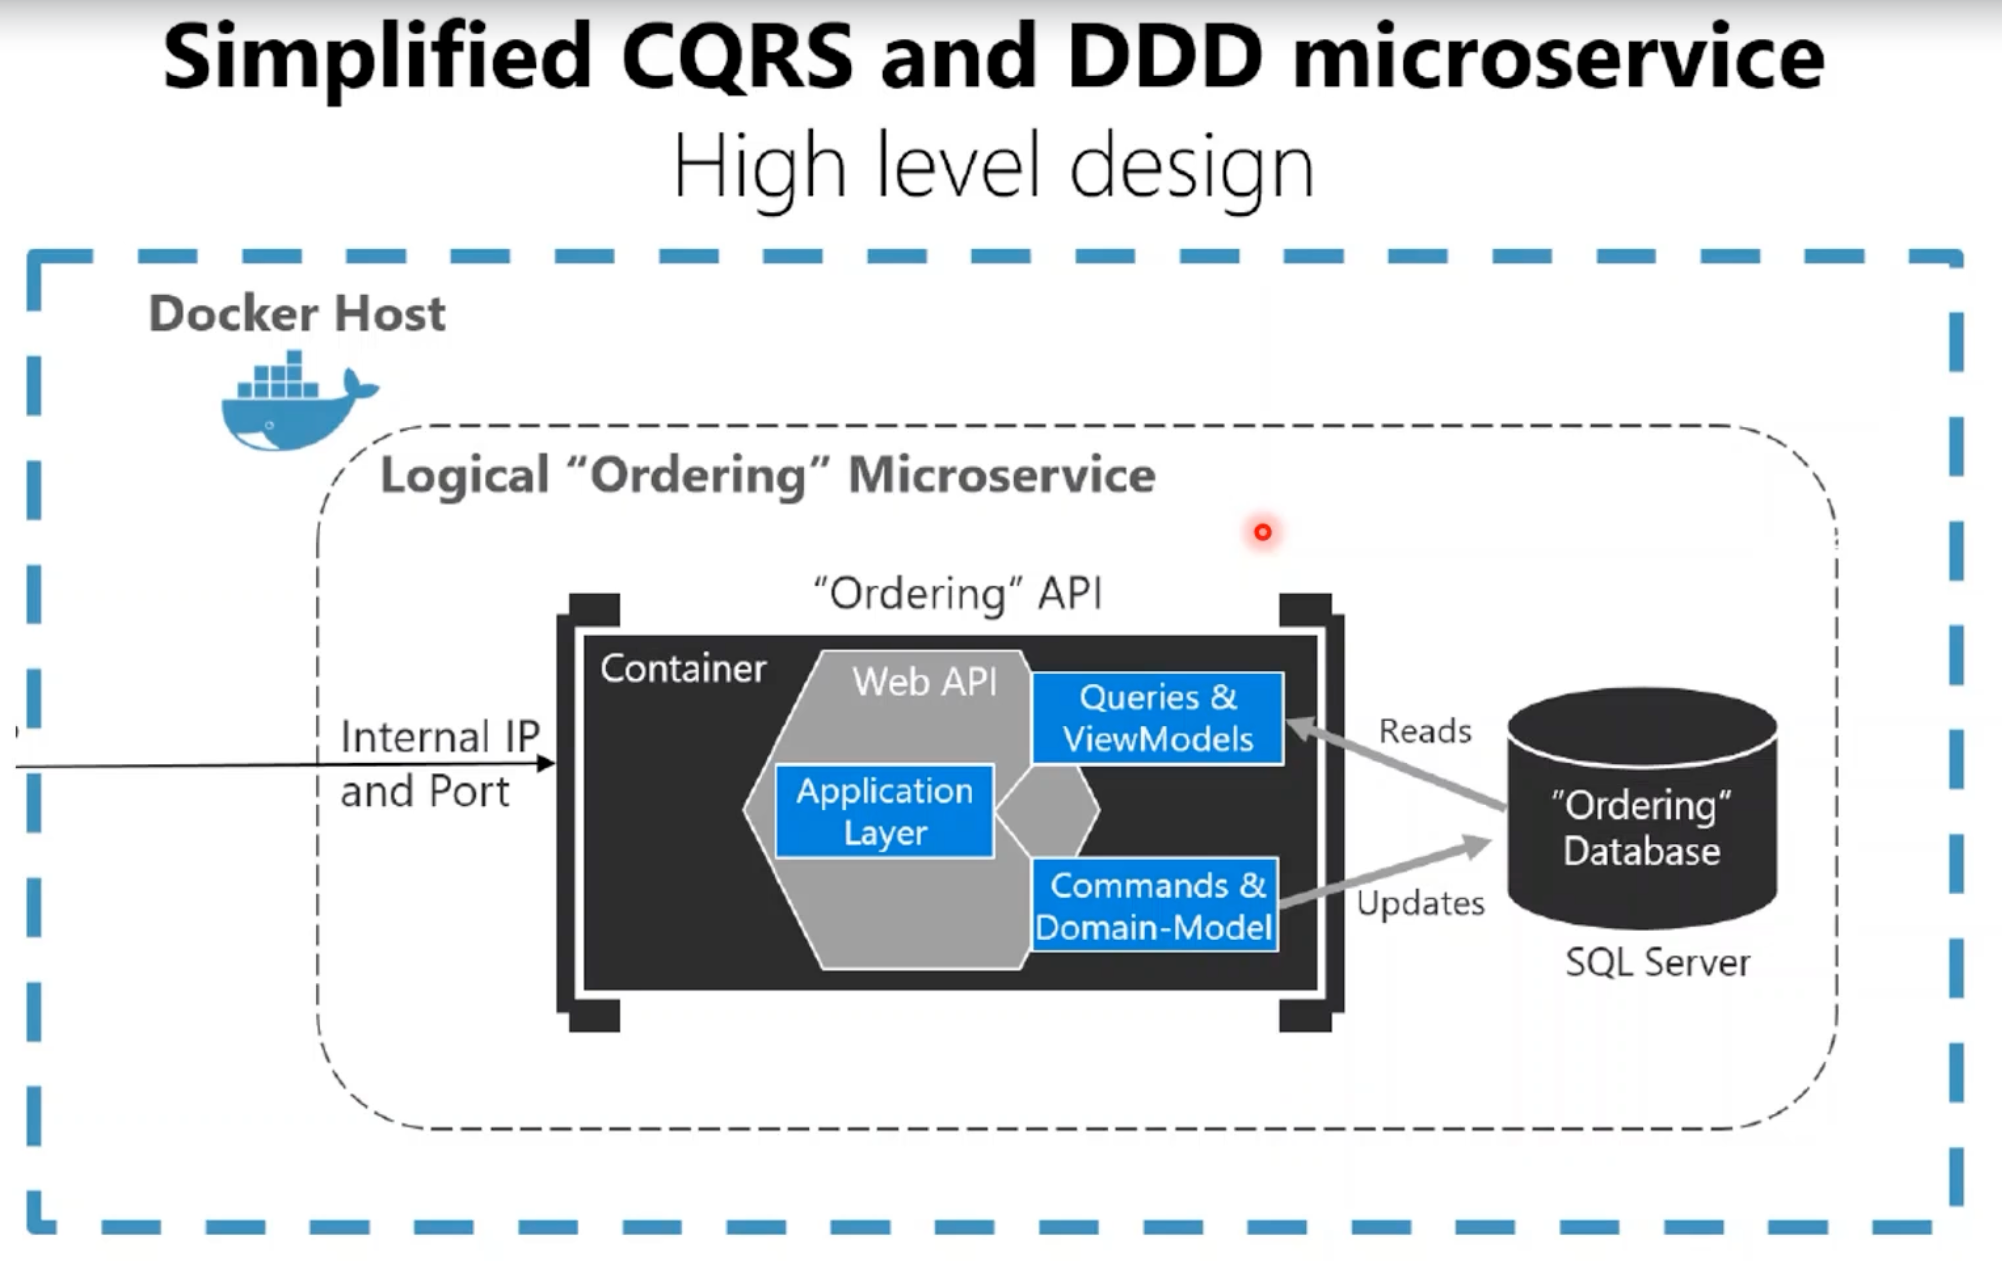 Simplified CQRS and DDD microservice
High level design
Docker Host
Logical “Ordering” Microservice
“Ordering” API
Container
Web API
Queries &
ViewModels
Internal IP
and Port
Application
Layer
Commands &
Domain-Model
Reads
Updates
“Ordering“
Database
SQL Server